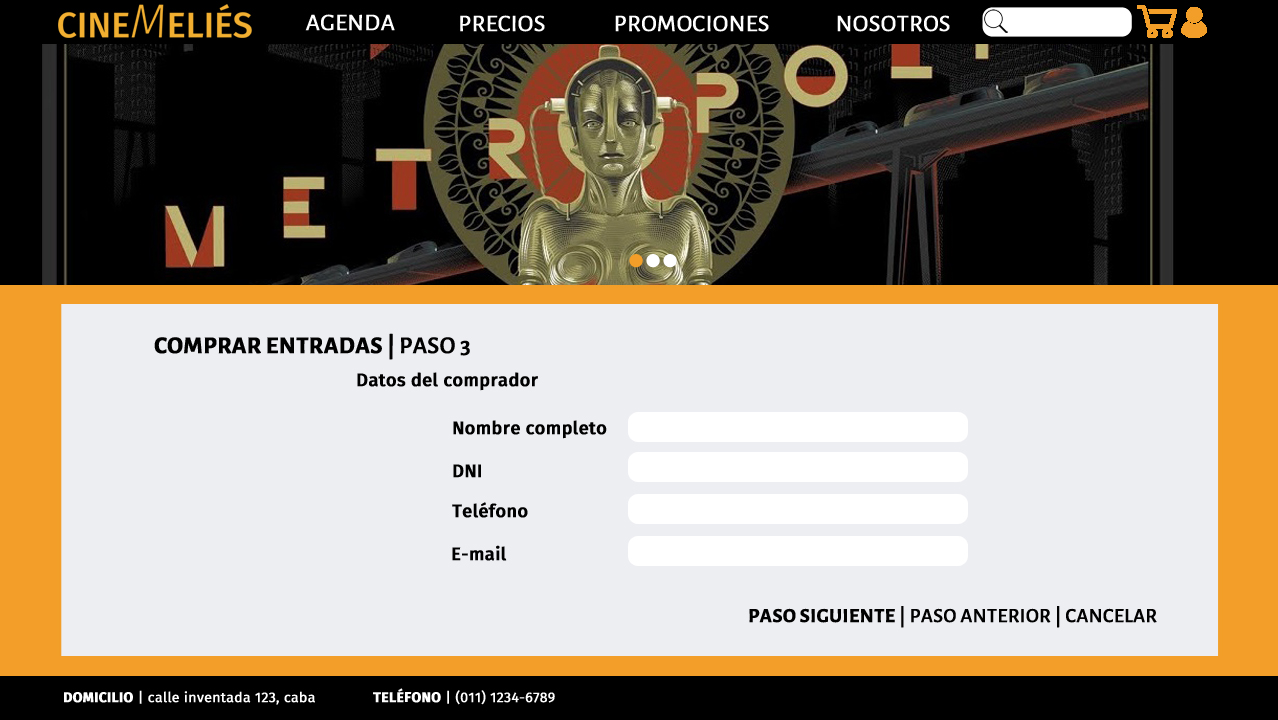 CINEMELIÉS AGENDA PRECIOS PROMOCIONES NOSOTROS
METROPOLI
COMPRAR ENTRADAS | PASO 3
Datos del comprador
Nombre completo
DNI
Teléfono
E-mail
PASO SIGUIENTE | PASO ANTERIOR | CANCELAR
DOMICILIO | calle inventada 123, caba TELÉFONO | (011) 1234-6789